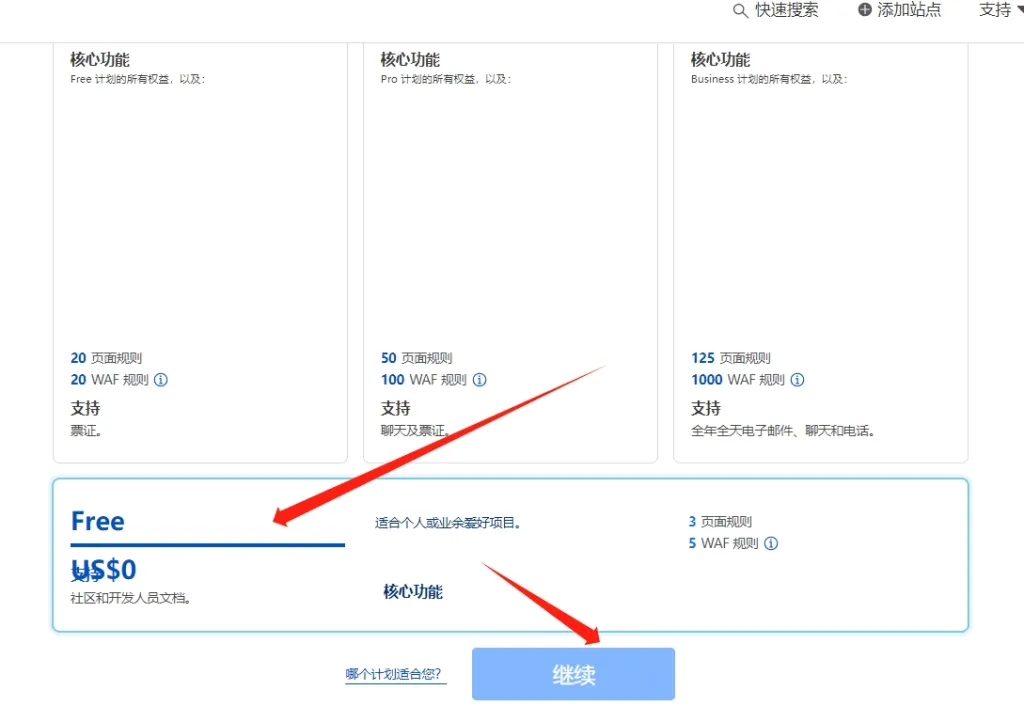 快速搜索 添加站点 支持
核心功能
Free 计划的所有权益，以及：
20 页面规则
20 WAF 规则
支持
票证。
核心功能
Pro 计划的所有权益，以及：
50 页面规则
100 WAF 规则
支持
聊天及票证。
核心功能
Business 计划的所有权益，以及：
125 页面规则
1000 WAF 规则
支持
全年全天电子邮件、聊天和电话。
Free
US$0
支持
社区和开发人员文档。
适合个人或业余爱好项目。
核心功能
3 页面规则
5 WAF 规则
哪个计划适合您？
继续